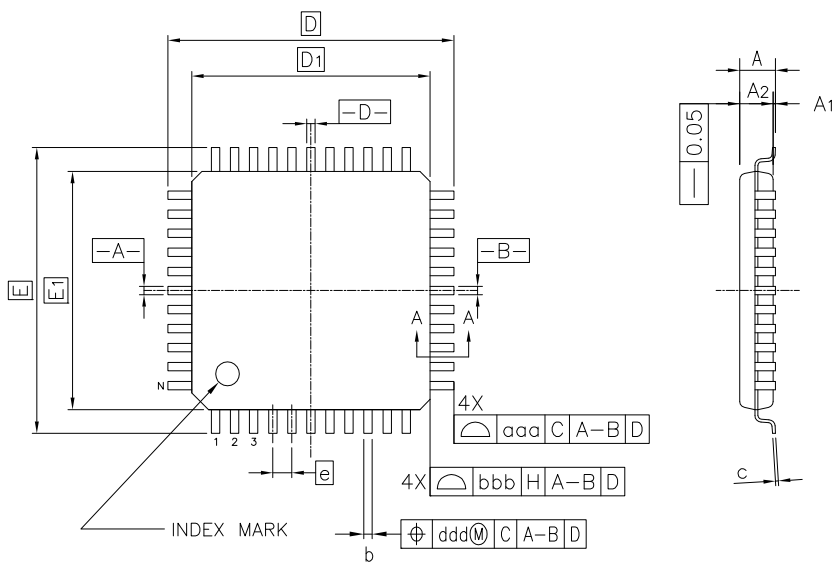 D
D1
A
A2
A1
-D-
0.05
-A-
-B-
E
E1
A A
N
4X
aaa C A-B D
1 2 3
e
4X bbb H A-B D
c
INDEX MARK
b
ddd Ⓜ C A-B D